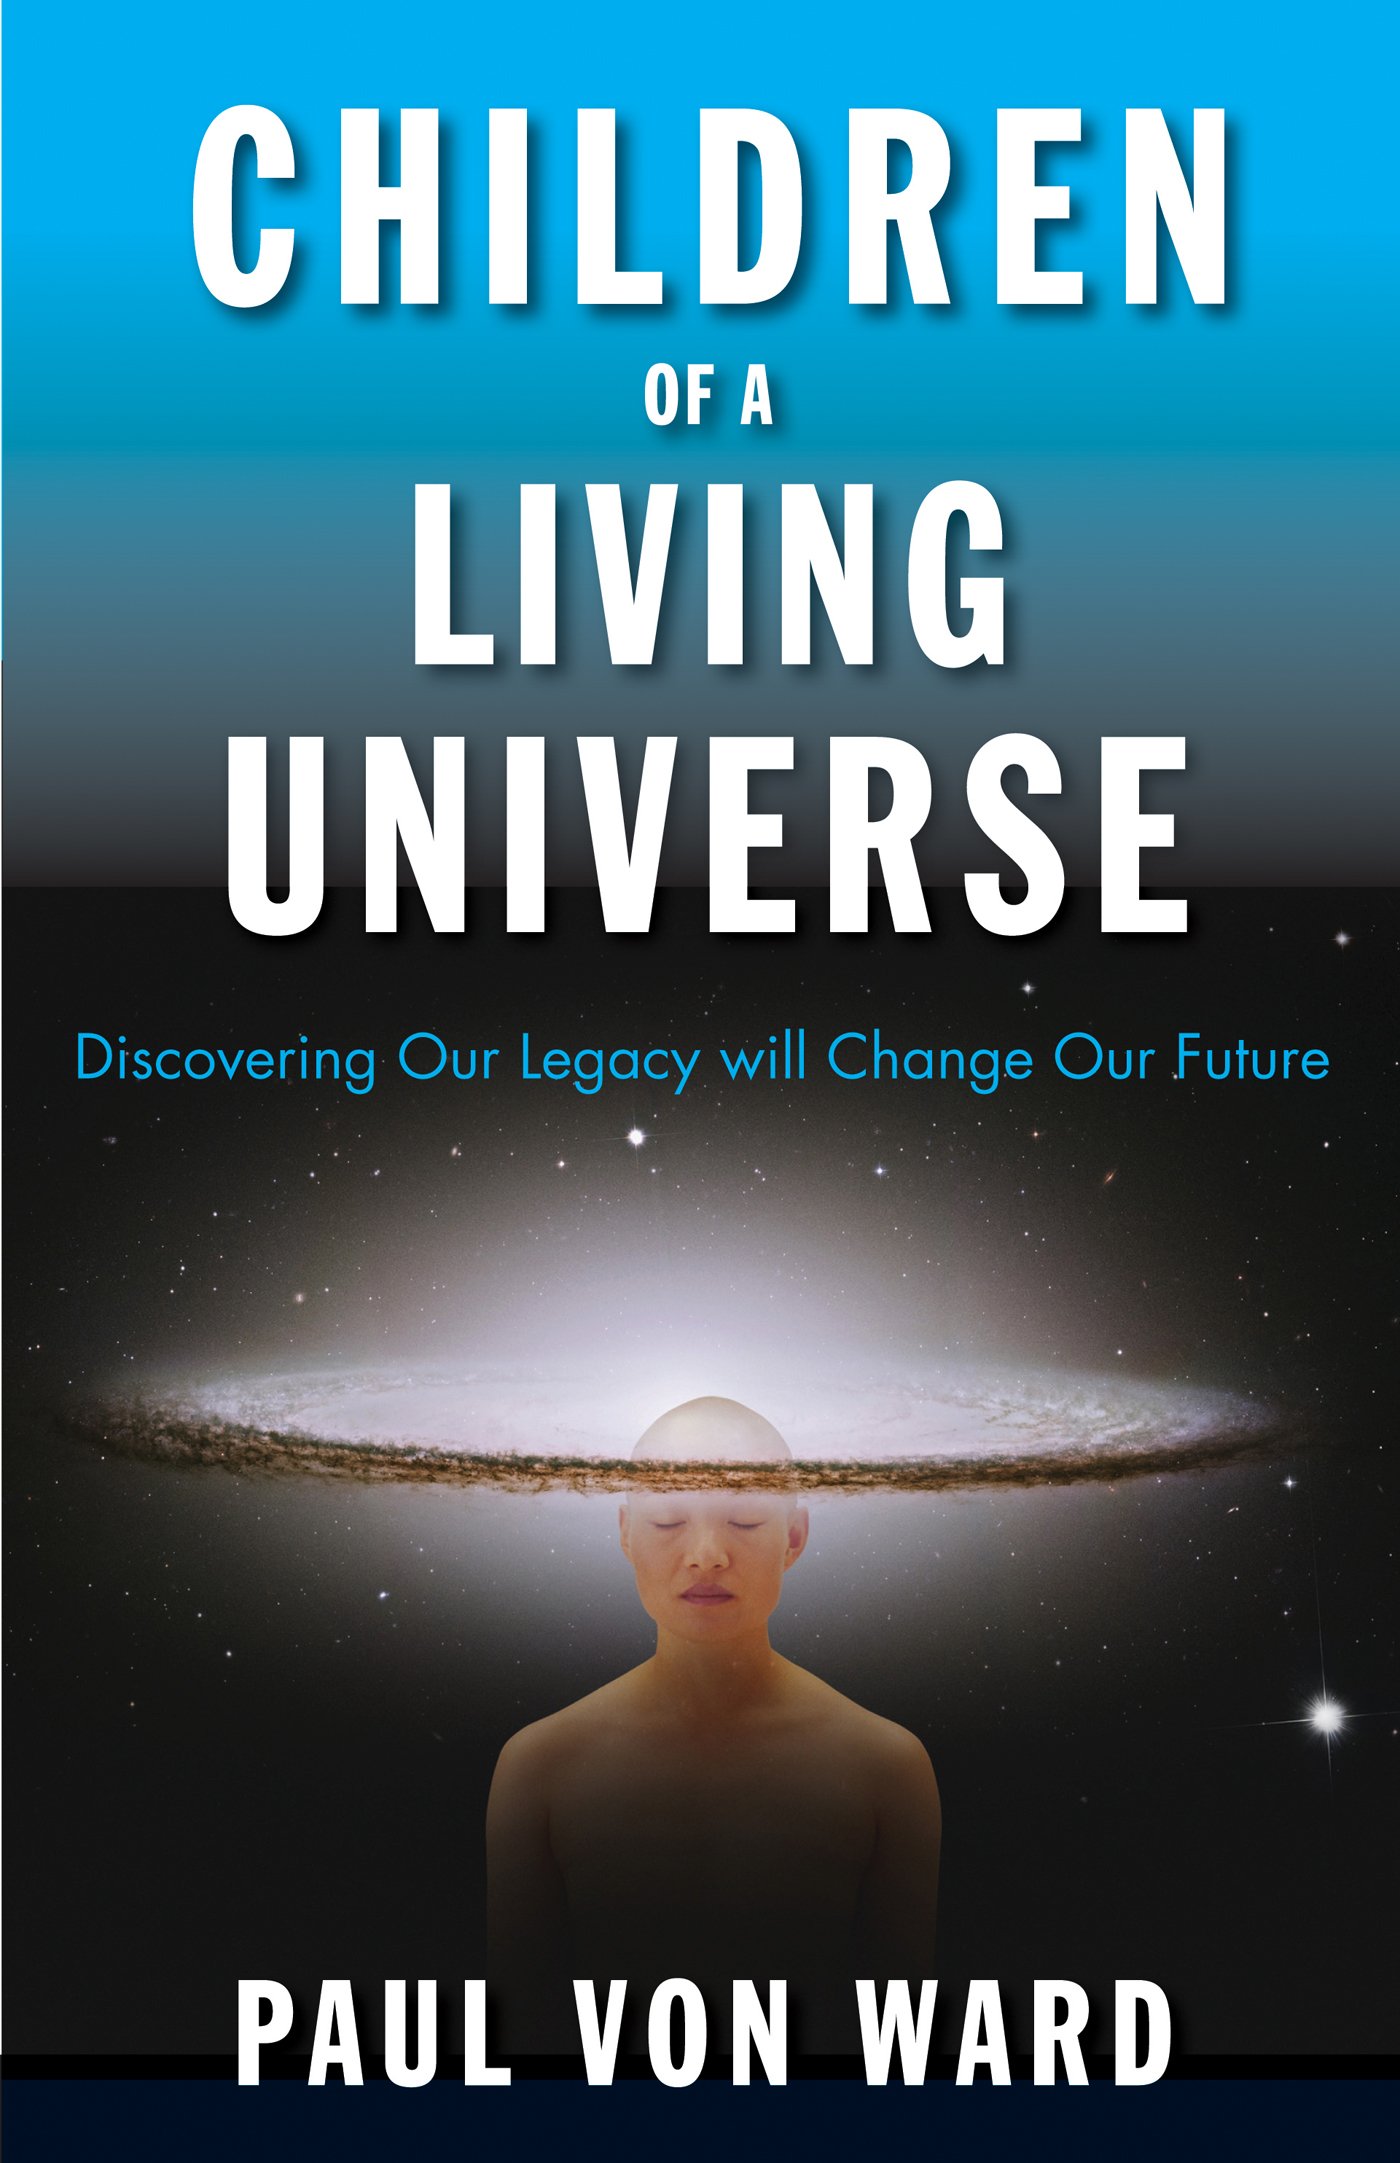 CHILDREN
OF A
LIVING
UNIVERSE
Discovering Our Legacy will Change Our Future
PAUL VON WARD